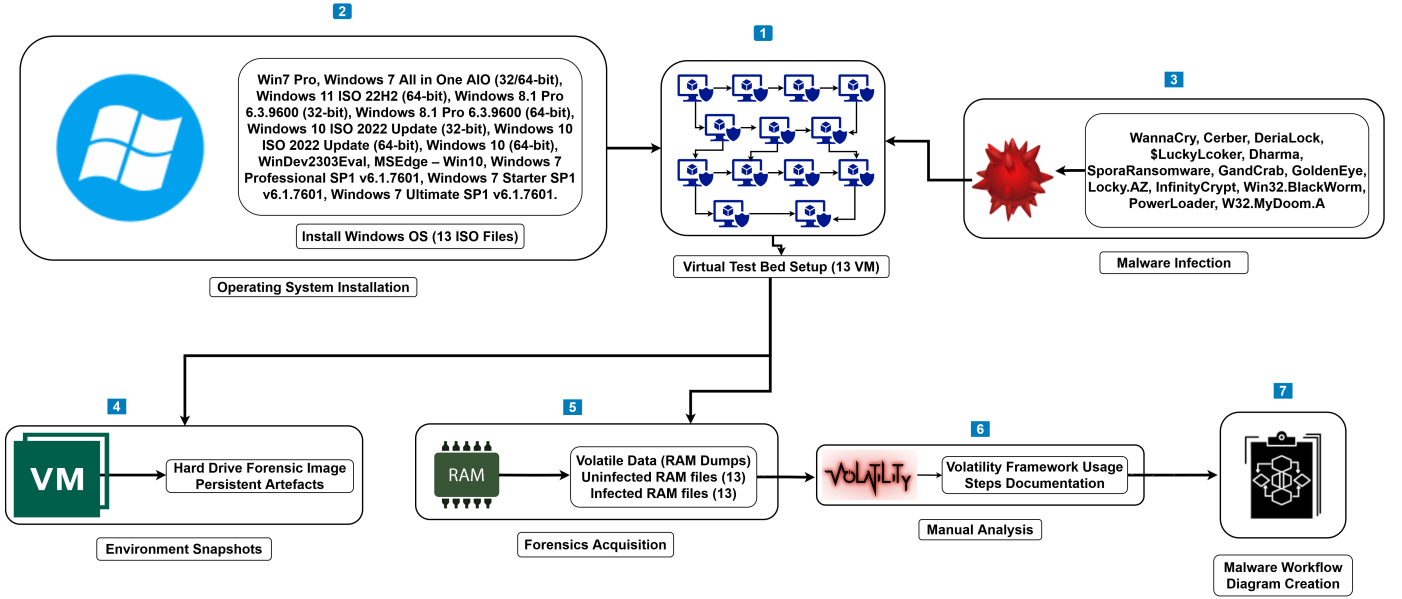 2
1
3
Win7 Pro, Windows 7 All in One AIO (32/64-bit),
Windows 11 ISO 22H2 (64-bit), Windows 8.1 Pro
6.3.9600 (32-bit), Windows 8.1 Pro 6.3.9600 (64-bit),
Windows 10 ISO 2022 Update (32-bit), Windows 10
ISO 2022 Update (64-bit), Windows 10 (64-bit),
WinDev2303Eval, MSEdge – Win10, Windows 7
Professional SP1 v6.1.7601, Windows 7 Starter SP1
v6.1.7601, Windows 7 Ultimate SP1 v6.1.7601.
Install Windows OS (13 ISO Files)
Operating System Installation
Virtual Test Bed Setup (13 VM)
WannaCry, Cerber, DeriaLock,
$LuckyLcoker, Dharma,
SporaRansomware, GandCrab, GoldenEye,
Locky.AZ, InfinityCrypt, Win32.BlackWorm,
PowerLoader, W32.MyDoom.A
Malware Infection
4
VM
Hard Drive Forensic Image
Persistent Artefacts
Environment Snapshots
5
RAM
Volatile Data (RAM Dumps)
Uninfected RAM files (13)
Infected RAM files (13)
Forensics Acquisition
6
VOLATILITY
Volatility Framework Usage
Steps Documentation
Manual Analysis
7
Malware Workflow
Diagram Creation